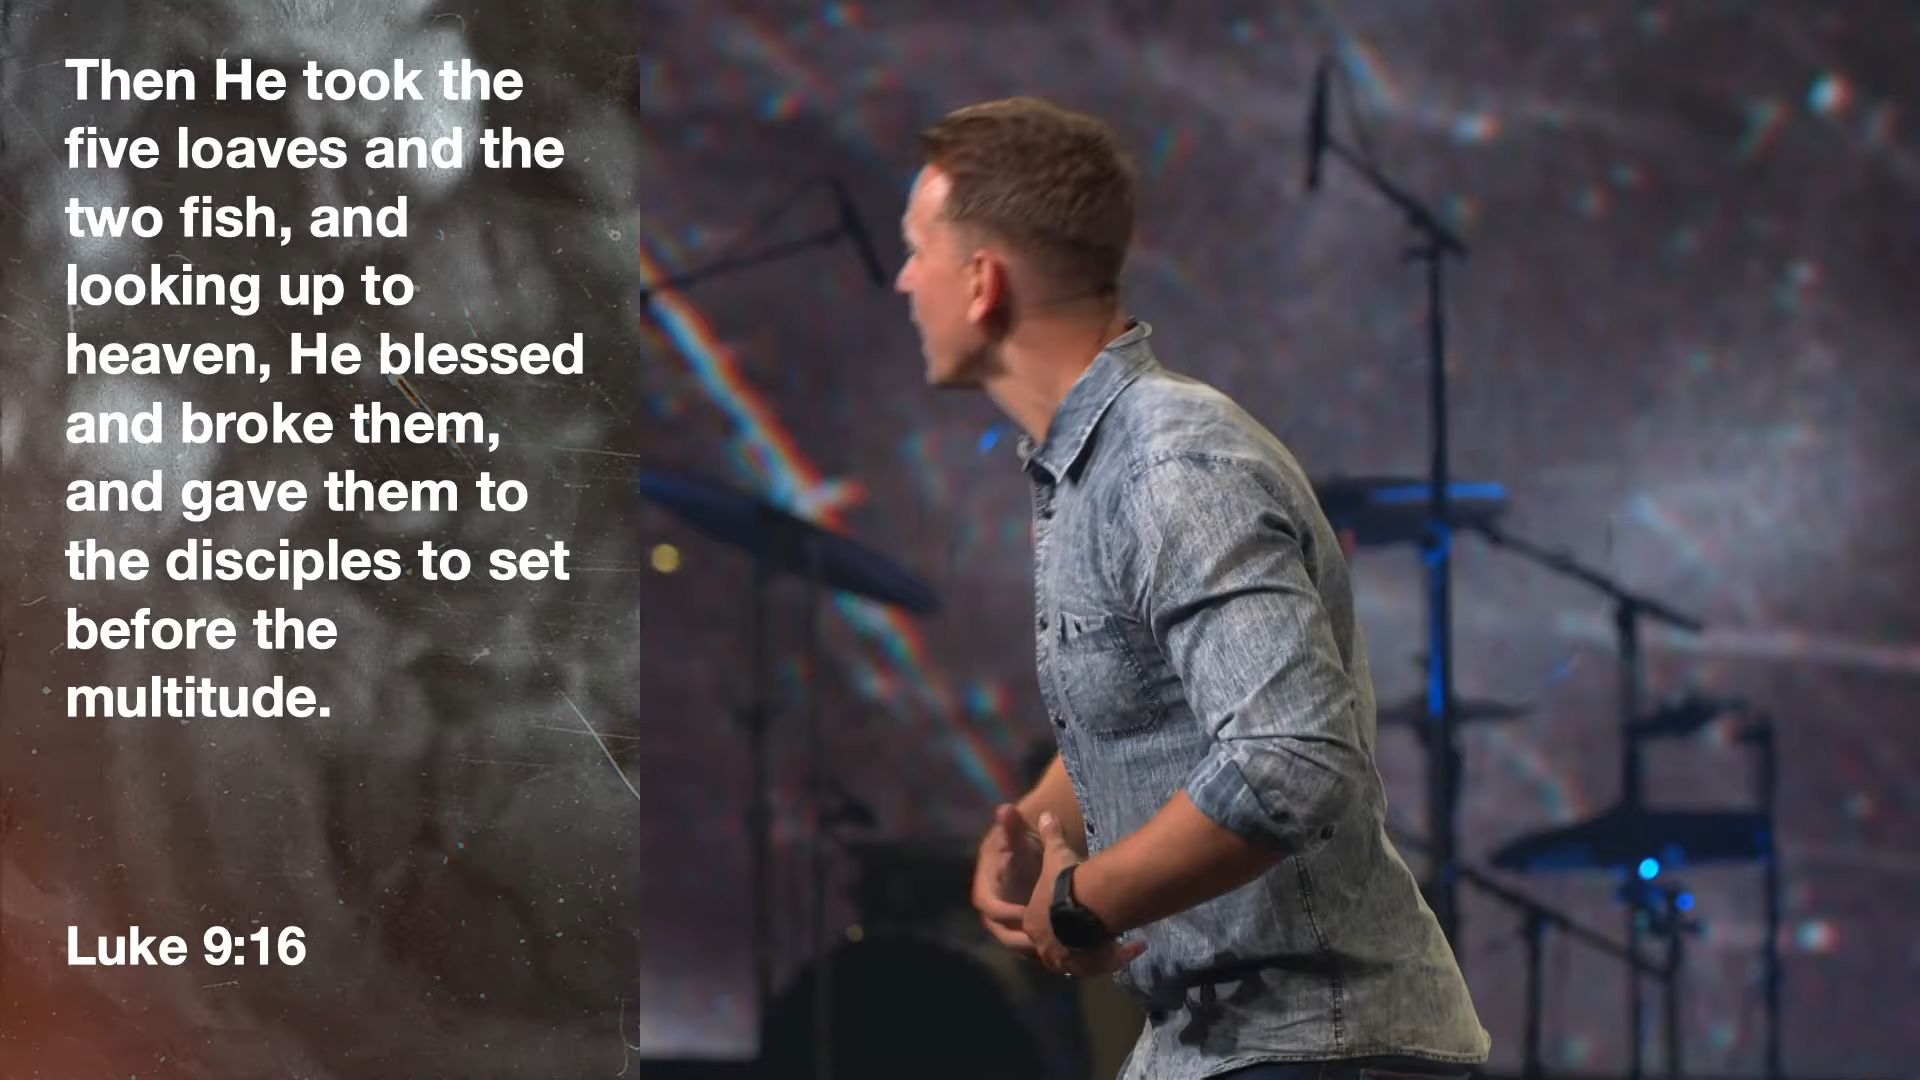 Then He took the
five loaves and the
two fish, and
looking up to
heaven, He blessed
and broke them,
and gave them to
the disciples to set
before the
multitude.
Luke 9:16